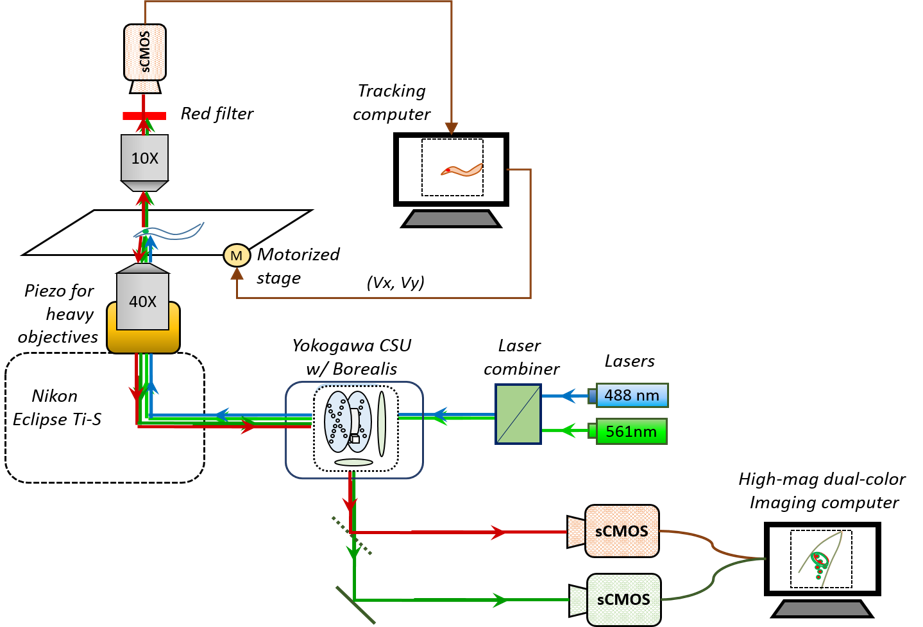 sCMOS
Red filter
Tracking
computer
10X
M
Motorized
stage
(Vx, Vy)
40X
Piezo for
heavy
objectives
Nikon
Eclipse Ti-S
Yokogawa CSU
w/ Borealis
Laser
combiner
Lasers
488 nm
561nm
High-mag dual-color
Imaging computer
sCMOS
sCMOS